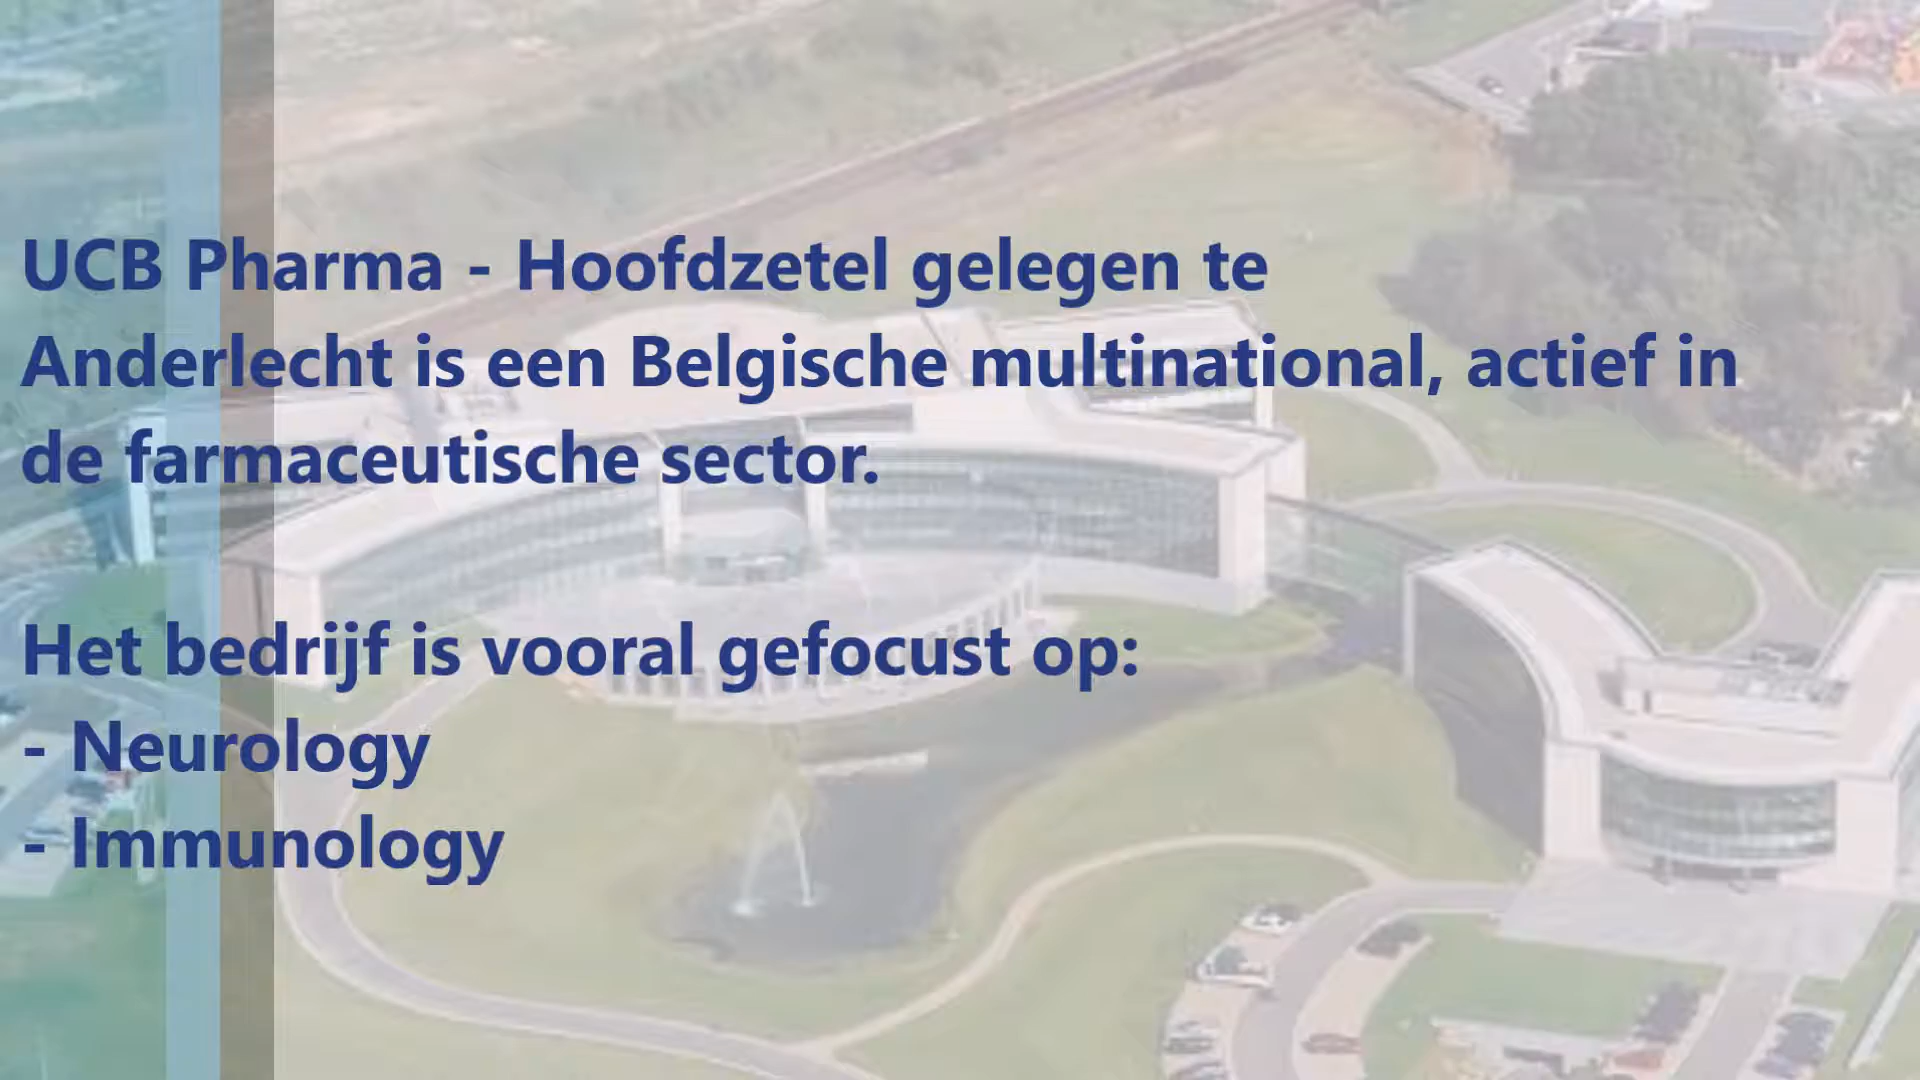 UCB Pharma - Hoofdzetel gelegen te
Anderlecht is een Belgische multinational, actief in
de farmaceutische sector.
Het bedrijf is vooral gefocust op:
- Neurology
- Immunology